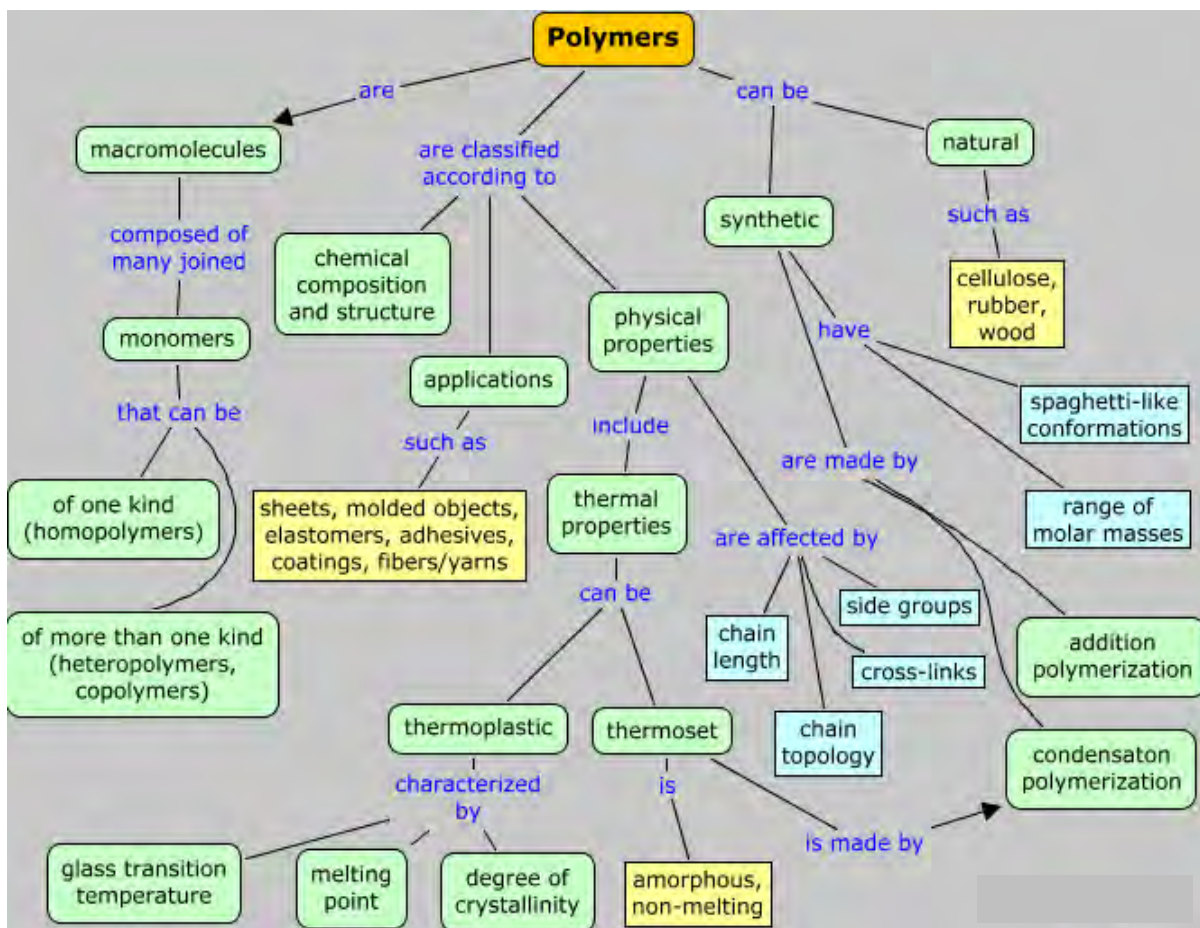 Polymers
are
can be
macromolecules
natural
are classified
according to
synthetic
such as
composed of
many joined
chemical
composition
and structure
cellulose,
rubber,
wood
physical
properties
monomers
have
applications
that can be
include
spaghetti-like
conformations
such as
are made by
of one kind
(homopolymers)
sheets, molded objects,
elastomers, adhesives,
coatings, fibers/yarns
thermal
properties
range of
molar masses
are affected by
can be
side groups
chain
length
of more than one kind
(heteropolymers,
copolymers)
addition
polymerization
cross-links
thermoplastic
thermoset
chain
topology
condensaton
polymerization
characterized
by
is
is made by
glass transition
temperature
melting
point
degree of
crystallinity
amorphous,
non-melting